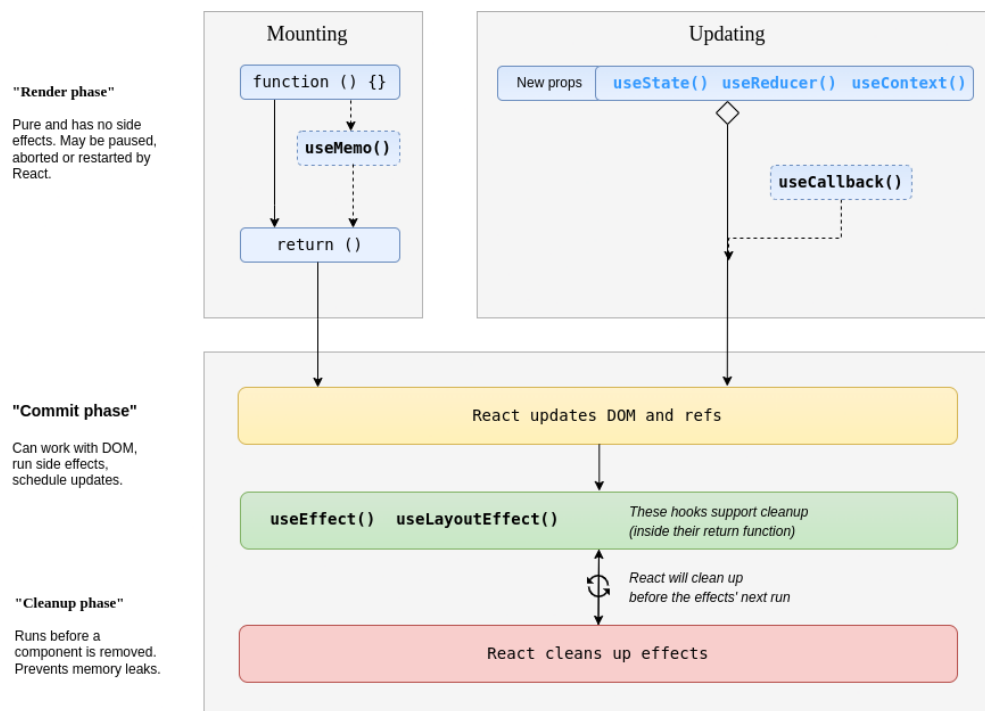 Mounting
Updating
function () {}
New props
useState() useReducer() useContext()
"Render phase"
Pure and has no side
effects. May be paused,
aborted or restarted by
React.
useMemo()
useCallback()
return ()
"Commit phase"
Can work with DOM,
run side effects,
schedule updates.
React updates DOM and refs
useEffect() useLayoutEffect()
These hooks support cleanup
(inside their return function)
React will clean up
before the effects' next run
"Cleanup phase"
Runs before a
component is removed.
Prevents memory leaks.
React cleans up effects